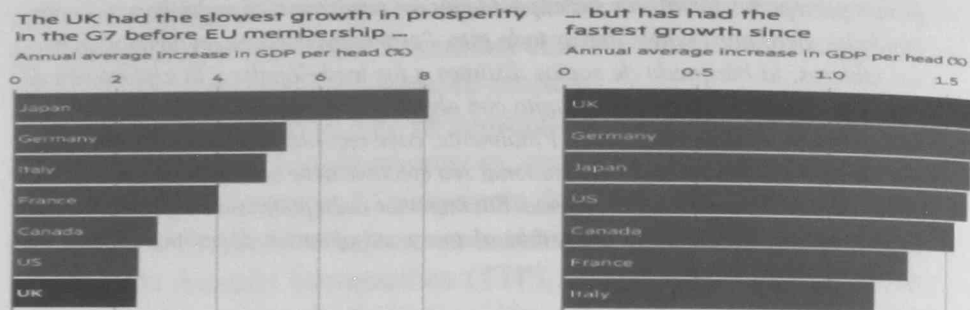 The UK had the slowest growth in prosperity
in the G7 before EU membership ...
Annual average increase in GDP per head (%)
0 2 4 6 8
Japan
Germany
Italy
France
Canada
US
UK
... but has had the
fastest growth since
Annual average increase in GDP per head (%)
0 0.5 1.0 1.5
UK
Germany
Japan
US
Canada
France
Italy